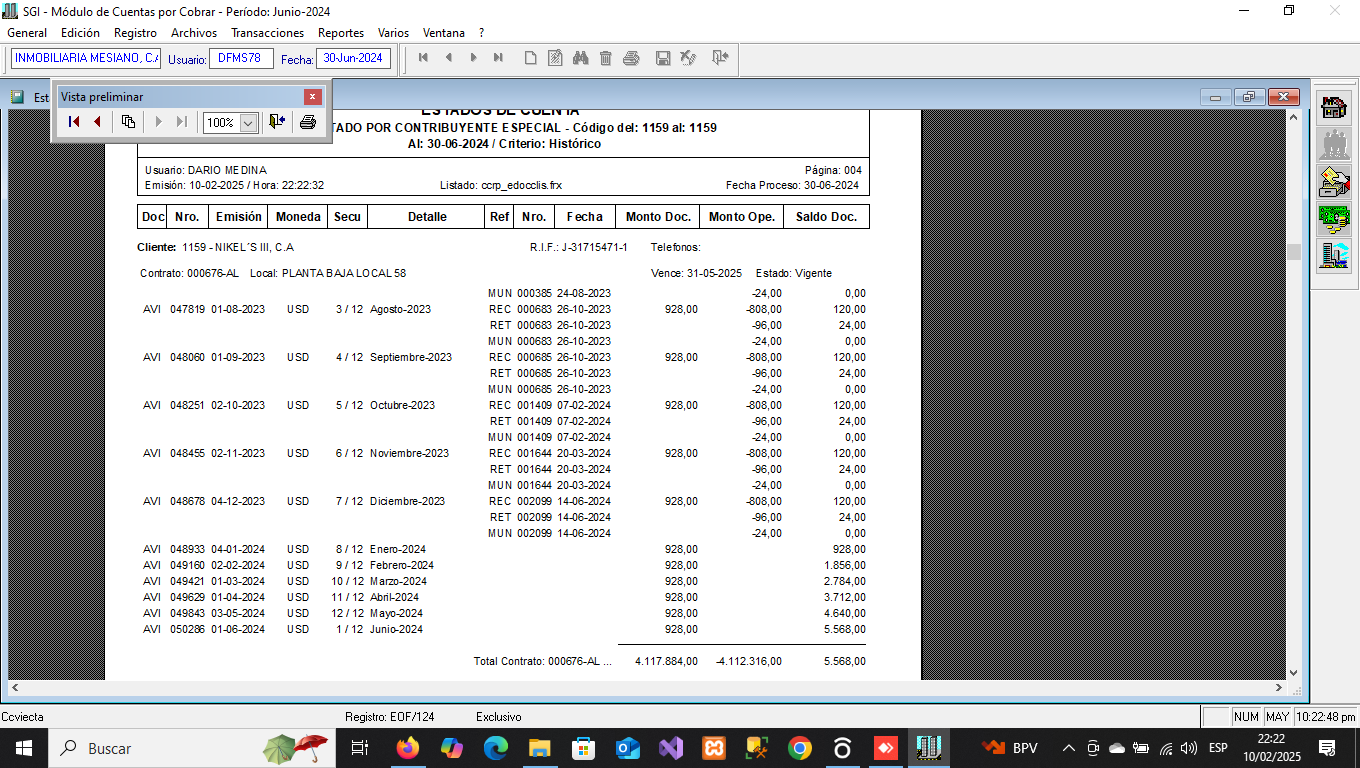 SGI - Módulo de Cuentas por Cobrar - Período: Junio-2024
General Edición Registro Archivos Transacciones Reportes Varios Ventana ?
INMOBILIARIA MESIANO, C.A Usuario: DFMS78 Fecha: 30-Jun-2024
Est
Vista preliminar
100%
ESTADOS DE CUENTA
TADO POR CONTRIBUYENTE ESPECIAL - Código del: 1159 al: 1159
Al: 30-06-2024 / Criterio: Histórico
Usuario: DARIO MEDINA Página: 004
Emisión: 10-02-2025 / Hora: 22:22:32 Listado: ccrp_edocclis.frx Fecha Proceso: 30-06-2024
Doc Nro. Emisión Moneda Secu Detalle Ref Nro. Fecha Monto Doc. Monto Ope. Saldo Doc.
Cliente: 1159 - NIKEL´S III, C.A R.I.F.: J-31715471-1 Telefonos:
Contrato: 000676-AL Local: PLANTA BAJA LOCAL 58 Vence: 31-05-2025 Estado: Vigente
MUN 000385 24-08-2023 -24,00 0,00
AVI 047819 01-08-2023 USD 3 / 12 Agosto-2023 REC 000683 26-10-2023 928,00 -808,00 120,00
RET 000683 26-10-2023 -96,00 24,00
MUN 000683 26-10-2023 -24,00 0,00
AVI 048060 01-09-2023 USD 4 / 12 Septiembre-2023 REC 000685 26-10-2023 928,00 -808,00 120,00
RET 000685 26-10-2023 -96,00 24,00
MUN 000685 26-10-2023 -24,00 0,00
AVI 048251 02-10-2023 USD 5 / 12 Octubre-2023 REC 001409 07-02-2024 928,00 -808,00 120,00
RET 001409 07-02-2024 -96,00 24,00
MUN 001409 07-02-2024 -24,00 0,00
AVI 048455 02-11-2023 USD 6 / 12 Noviembre-2023 REC 001644 20-03-2024 928,00 -808,00 120,00
RET 001644 20-03-2024 -96,00 24,00
MUN 001644 20-03-2024 -24,00 0,00
AVI 048678 04-12-2023 USD 7 / 12 Diciembre-2023 REC 002099 14-06-2024 928,00 -808,00 120,00
RET 002099 14-06-2024 -96,00 24,00
MUN 002099 14-06-2024 -24,00 0,00
AVI 048933 04-01-2024 USD 8 / 12 Enero-2024 928,00 928,00
AVI 049160 02-02-2024 USD 9 / 12 Febrero-2024 928,00 1.856,00
AVI 049421 01-03-2024 USD 10 / 12 Marzo-2024 928,00 2.784,00
AVI 049629 01-04-2024 USD 11 / 12 Abril-2024 928,00 3.712,00
AVI 049843 03-05-2024 USD 12 / 12 Mayo-2024 928,00 4.640,00
AVI 050286 01-06-2024 USD 1 / 12 Junio-2024 928,00 5.568,00
Total Contrato: 000676-AL ... 4.117.884,00 -4.112.316,00 5.568,00
Ccviecta Registro: EOF/124 Exclusivo NUM MAY 10:22:48 pm
Buscar BPV ESP 22:22
10/02/2025